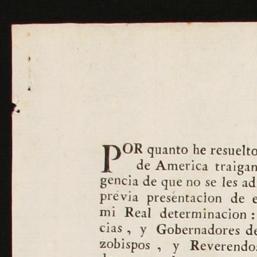 POR quanto he resuelto
de America traigan
gencia de que no se les ad
prévia presentacion de e
mi Real determinacion :
cias , y Gobernadores de
zobispos , y Reverendo